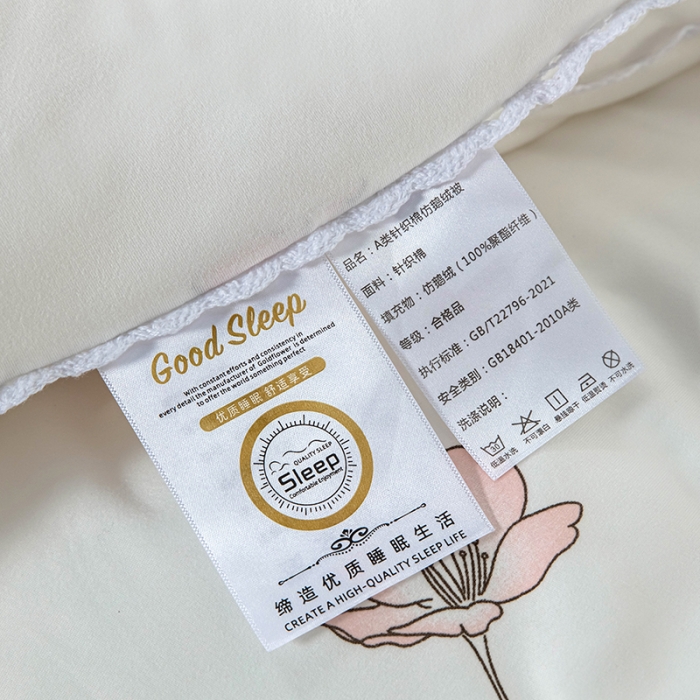 Good Sleep
With constant efforts and consistency in
every detail the manufacturer of Goldflower is determined
to offer the world something perfect
优质睡眠 舒适享受
QUALITY SLEEP
Sleep
Comfortable Enjoyment
缔造优质睡眠生活
CREATE A HIGH-QUALITY SLEEP LIFE
品名：A类针织棉仿鹅绒被
面料：针织棉
填充物：仿鹅绒（100%聚酯纤维）
等级：合格品
执行标准：GB/T22796-2021
安全类别：GB18401-2010A类
洗涤说明：
30
低温水洗 不可漂白 悬挂晾干 低温熨烫 不可水洗